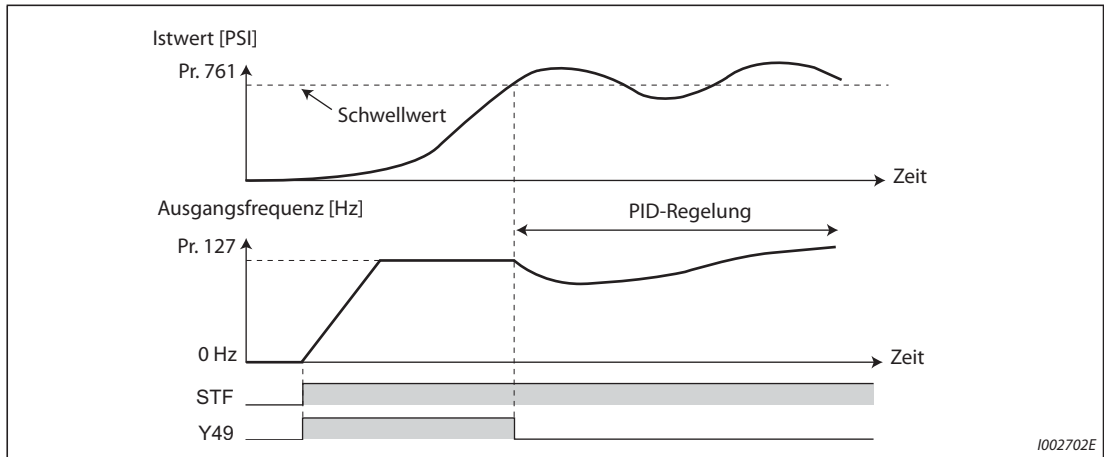 Istwert [PSI]
Pr. 761
Schwellwert
Zeit
Ausgangsfrequenz [Hz]
PID-Regelung
Pr. 127
0 Hz
Zeit
STF
Y49
I002702E